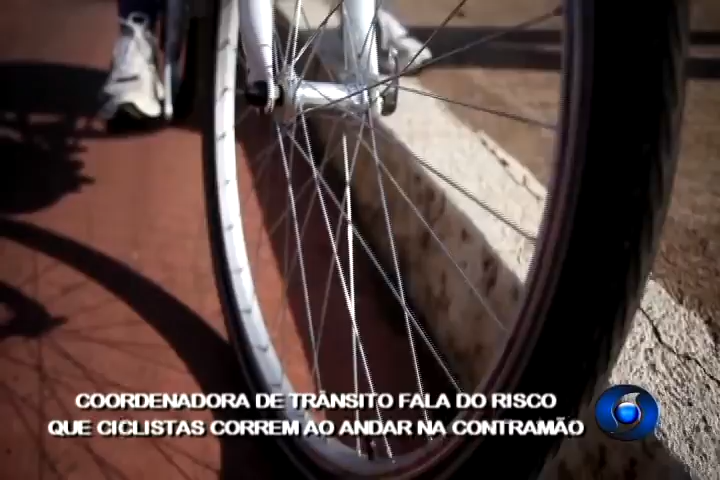 COORDENADORA DE TRÂNSITO FALA DO RISCO
QUE CICLISTAS CORREM AO ANDAR NA CONTRAMÃO